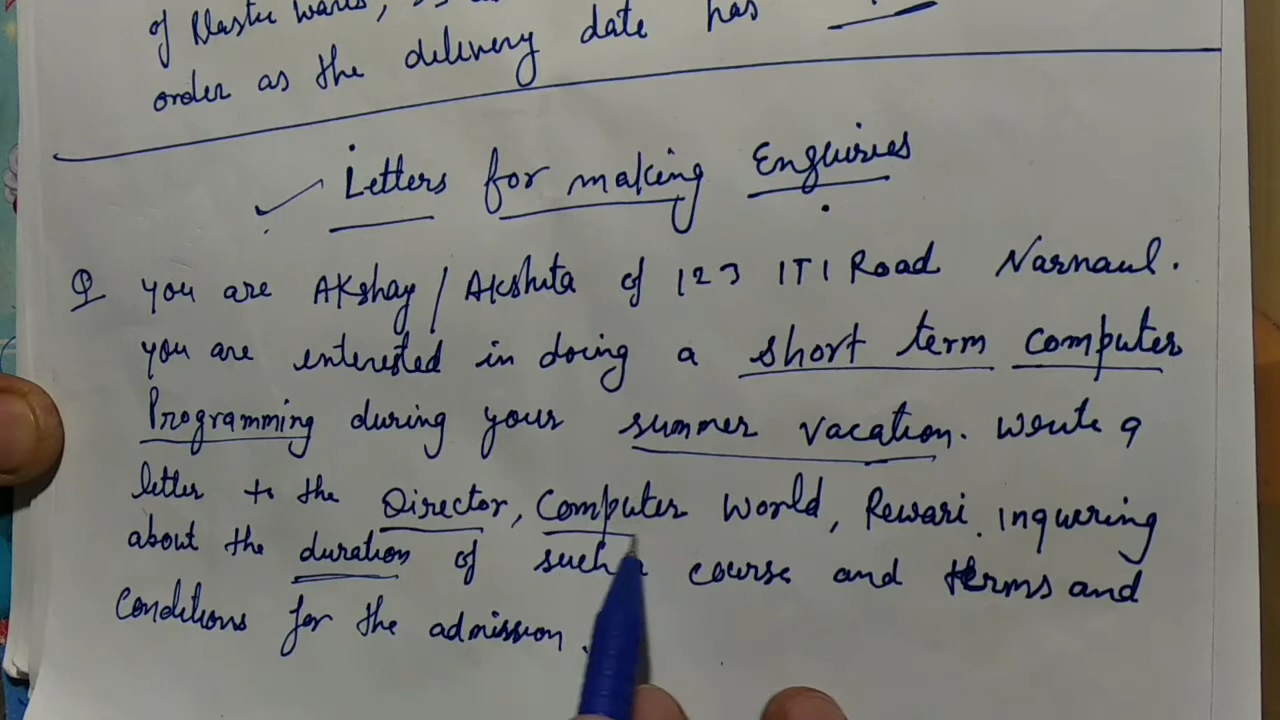 of Plastic
order as the delivery date has
Letters for making Enquiries
Q You are Akshay / Akshita of 123 ITI Road Narnaul.
you are interested in doing a short term computer
Programming during your summer vacation. Write a
letter to the Director, Computer World, Rewari. inquiring
about the duration of such course and terms and
conditions for the admission.